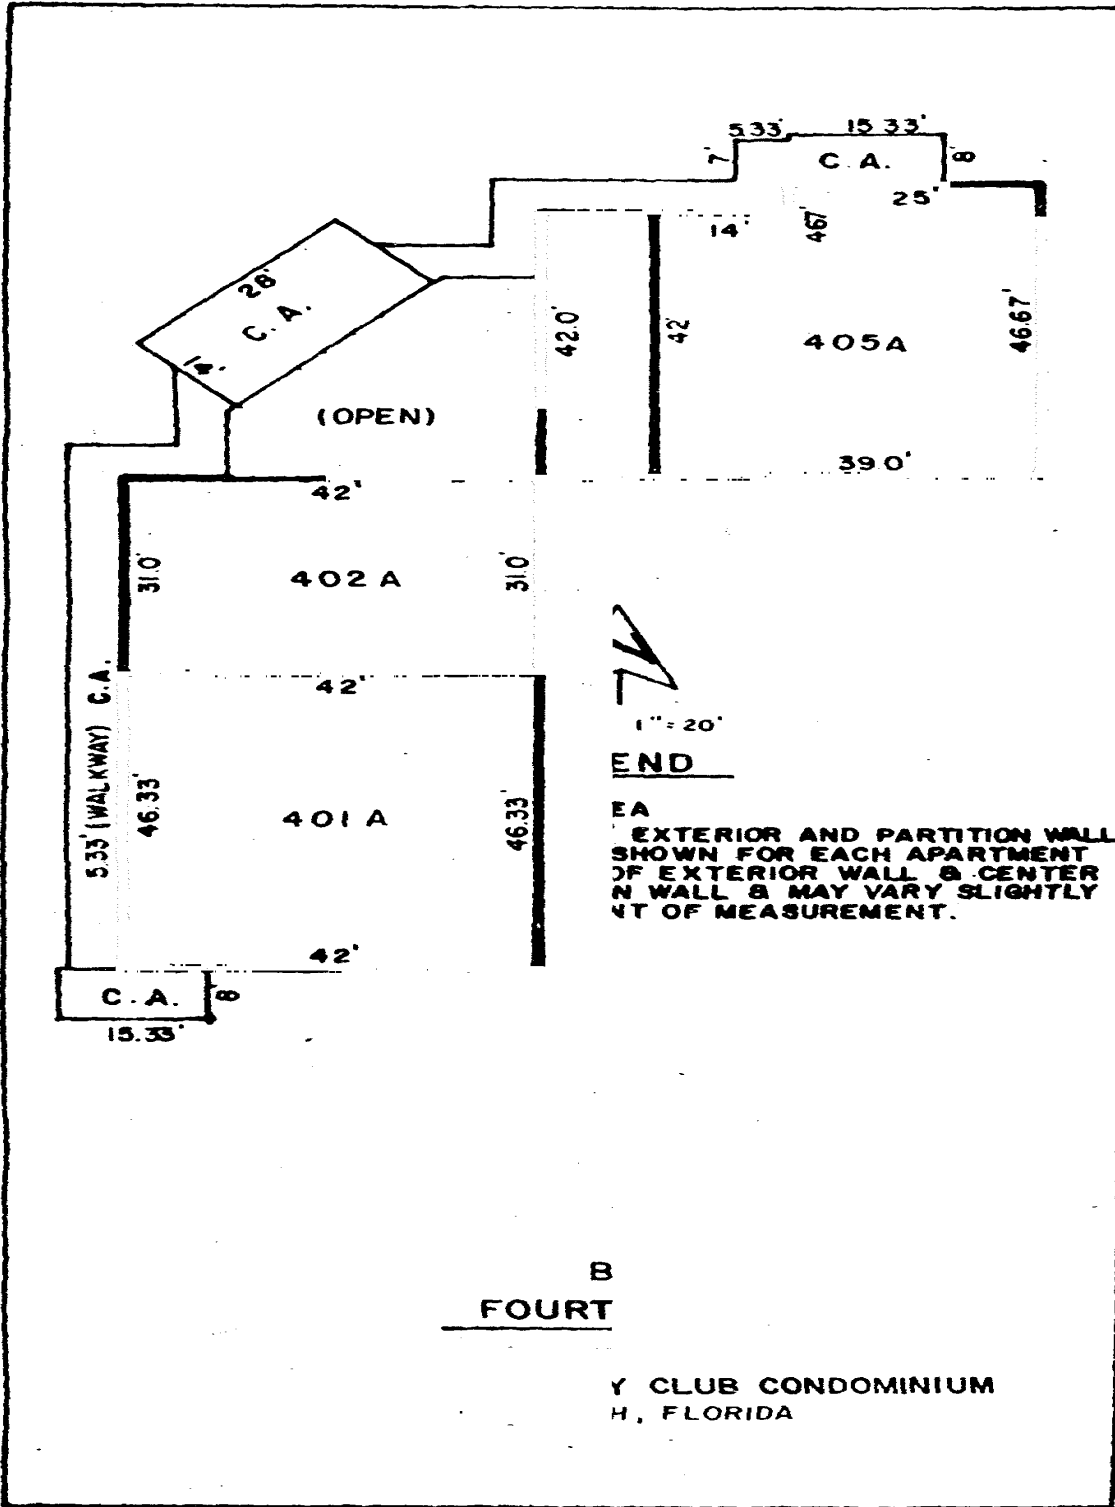 5.33' 15.33'
7' C.A. 8'
25'
14' 4.67'
28'
C.A.
14'
42.0' 42' 405A 46.67'
(OPEN)
39.0'
42'
31.0' 402A 31.0'
42'
5.33' (WALKWAY) C.A.
46.33' 401A 46.33'
42'
C.A. 8'
15.33'
1"=20'
END
EA
EXTERIOR AND PARTITION WALL
SHOWN FOR EACH APARTMENT
OF EXTERIOR WALL & CENTER
N WALL & MAY VARY SLIGHTLY
NT OF MEASUREMENT.
B
FOURT
Y CLUB CONDOMINIUM
H, FLORIDA